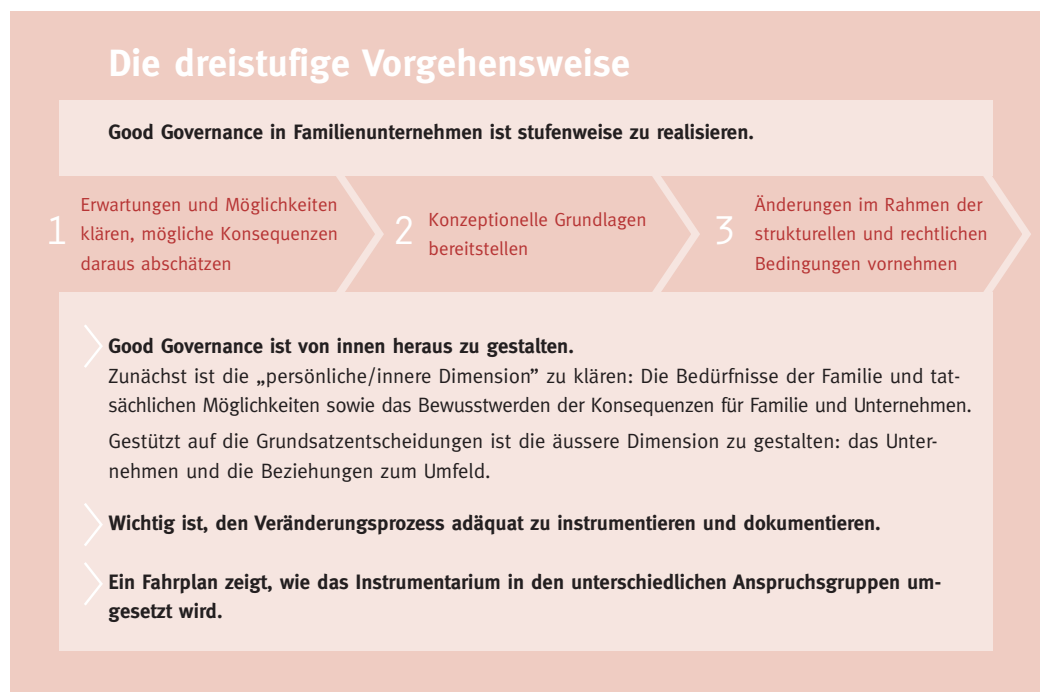 Die dreistufige Vorgehensweise
Good Governance in Familienunternehmen ist stufenweise zu realisieren.
1
Erwartungen und Möglichkeiten
klären, mögliche Konsequenzen
daraus abschätzen
2
Konzeptionelle Grundlagen
bereitstellen
3
Änderungen im Rahmen der
strukturellen und rechtlichen
Bedingungen vornehmen
Good Governance ist von innen heraus zu gestalten.
Zunächst ist die „persönliche/innere Dimension” zu klären: Die Bedürfnisse der Familie und tat-
sächlichen Möglichkeiten sowie das Bewusstwerden der Konsequenzen für Familie und Unternehmen.
Gestützt auf die Grundsatzentscheidungen ist die äussere Dimension zu gestalten: das Unter-
nehmen und die Beziehungen zum Umfeld.
Wichtig ist, den Veränderungsprozess adäquat zu instrumentieren und dokumentieren.
Ein Fahrplan zeigt, wie das Instrumentarium in den unterschiedlichen Anspruchsgruppen um-
gesetzt wird.